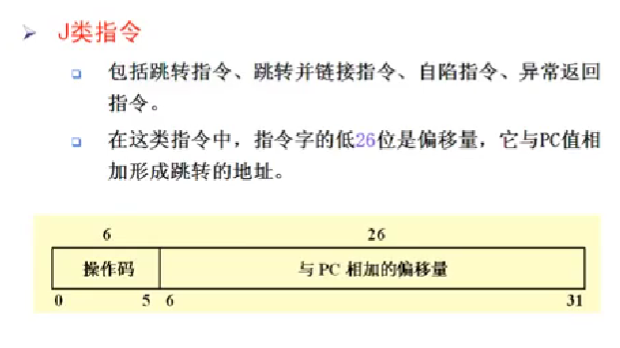 J类指令
包括跳转指令、跳转并链接指令、自陷指令、异常返回
指令。
在这类指令中，指令字的低26位是偏移量，它与PC值相
加形成跳转的地址。
6 26
操作码 与 PC 相加的偏移量
0 5 6 31